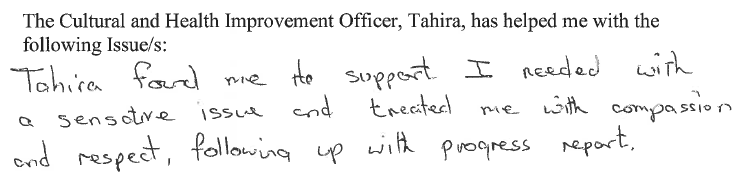 The Cultural and Health Improvement Officer, Tahira, has helped me with the
following Issue/s:
Tahira found me the support I needed with
a sensative issue and treated me with compassion
and respect, following up with progress report.